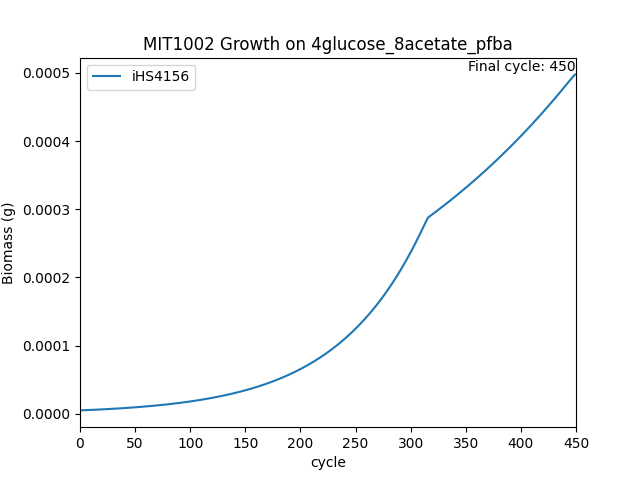 MIT1002 Growth on 4glucose_8acetate_pfba
Final cycle: 450
iHS4156
Biomass (g)
0.0005
0.0004
0.0003
0.0002
0.0001
0.0000
0 50 100 150 200 250 300 350 400 450
cycle